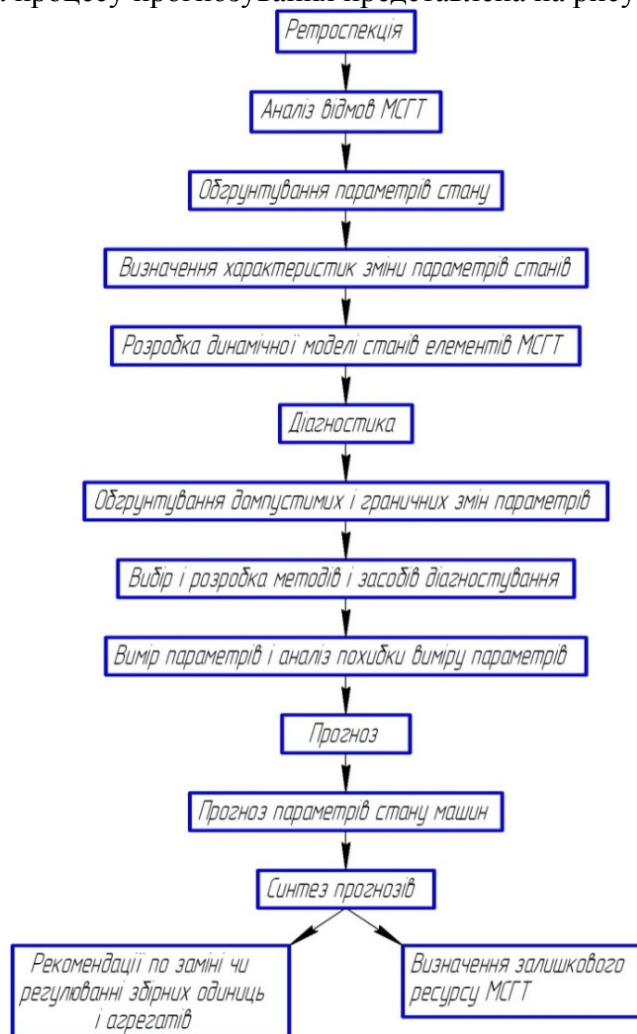 процесу прогнозування представлена на рису
Ретроспекція
Аналіз відмов МСГТ
Обгрунтування параметрів стану
Визначення характеристик зміни параметрів станів
Розробка динамічної моделі станів елементів МСГТ
Діагностика
Обгрунтування домпустимих і граничних змін параметрів
Вибір і розробка методів і засобів діагностування
Вимір параметрів і аналіз похибки виміру параметрів
Прогноз
Прогноз параметрів стану машин
Синтез прогнозів
Рекомендації по заміні чи
регулюванні збірних одиниць
і агрегатів
Визначення залишкового
ресурсу МСГТ